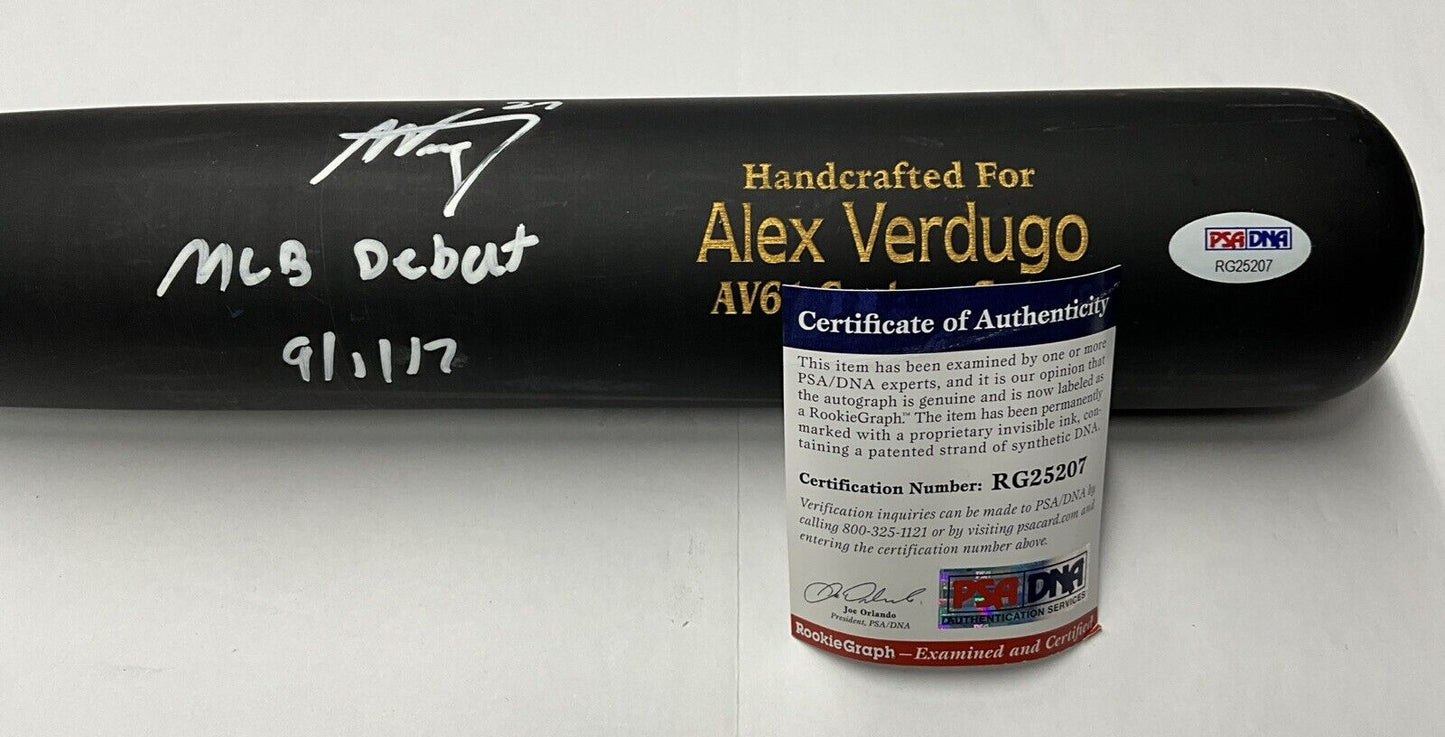 27
MLB Debut
9/1/17
Handcrafted For
Alex Verdugo
AV6
PSA DNA
RG25207
Certificate of Authenticity
This item has been examined by one or more
PSA/DNA experts, and it is our opinion that
the autograph is genuine and is now labeled as
a RookieGraph.™ The item has been permanently
marked with a proprietary invisible ink, con-
taining a patented strand of synthetic DNA.
Certification Number: RG25207
Verification inquiries can be made to PSA/DNA by
calling 800-325-1121 or by visiting psacard.com and
entering the certification number above.
Joe Orlando
President, PSA/DNA
PSA DNA
AUTHENTICATION SERVICES
RookieGraph—Examined and Certified